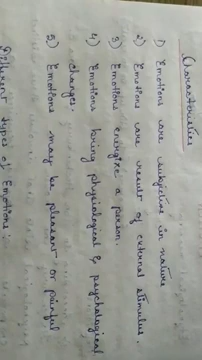 Characteristics
1) Emotions are subjective in nature
2) Emotions are result of external stimulus.
3) Emotions energize a person.
4) Emotions bring physiological & psychological
changes.
5) Emotions may be pleasant or painful
Different types of Emotions: